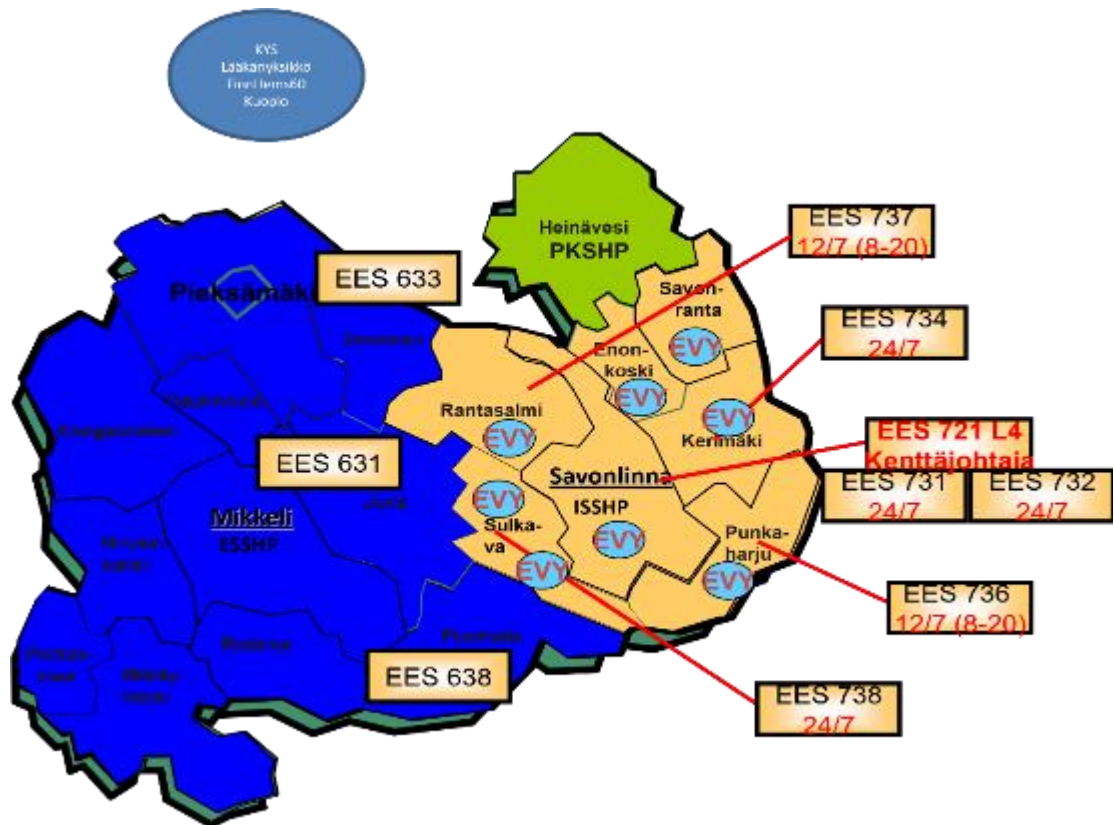 KYS
Lääkäriyksikkö
Kuopio
Heinävesi
PKSHP
EES 737
12/7 (8-20)
EES 633
Pieksämäki
Savon-
ranta
EVY
EES 734
24/7
Enon-
koski
EVY
Rantasalmi
EVY
EVY
Kerimäki
EES 631
EES 721 L4
Kenttäjohtaja
Savonlinna
ISSHP
EES 731
24/7
EES 732
24/7
Mikkeli
ESSHP
Juva
EVY
Sulka-
va
EVY
EVY
Punka-
harju
EVY
EES 736
12/7 (8-20)
EES 638
EES 738
24/7